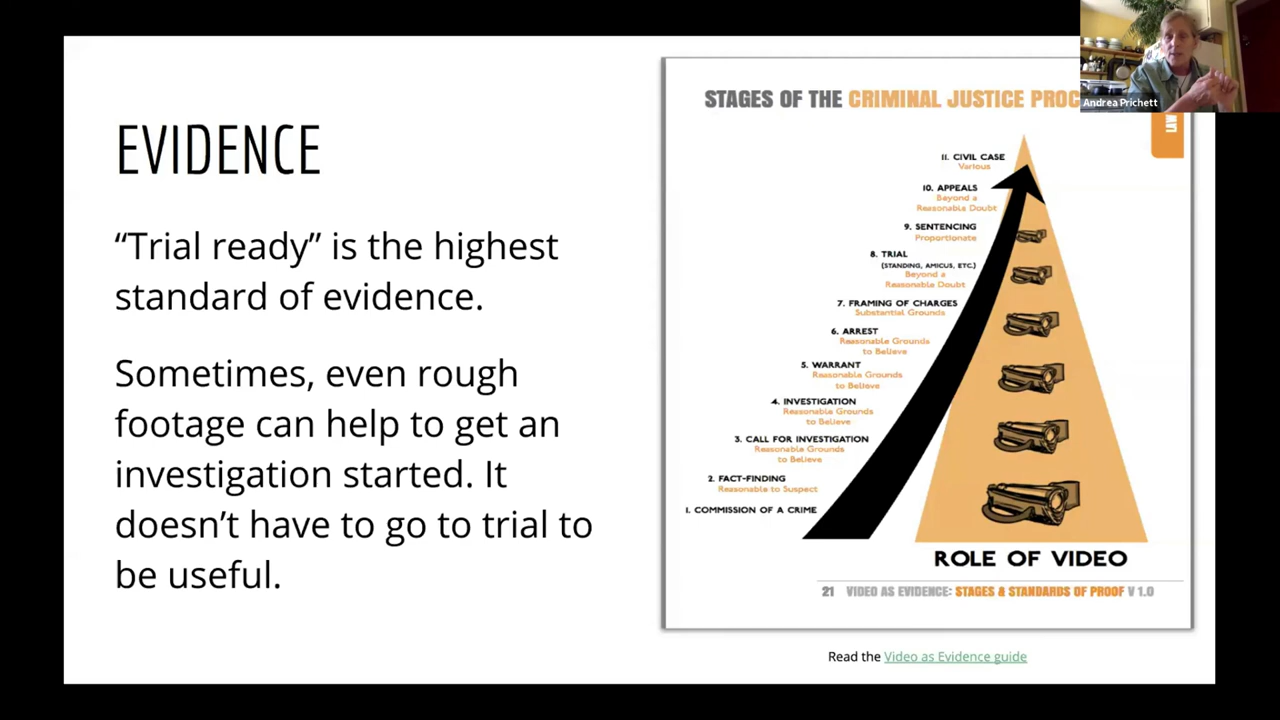 EVIDENCE
“Trial ready” is the highest
standard of evidence.
Sometimes, even rough
footage can help to get an
investigation started. It
doesn’t have to go to trial to
be useful.
STAGES OF THE CRIMINAL JUSTICE PROC
LAW
11. CIVIL CASE
Various
10. APPEALS
Beyond a
Reasonable Doubt
9. SENTENCING
Proportionate
8. TRIAL
(STANDING, AMICUS, ETC.)
Beyond a
Reasonable Doubt
7. FRAMING OF CHARGES
Substantial Grounds
6. ARREST
Reasonable Grounds
to Believe
5. WARRANT
Reasonable Grounds
to Believe
4. INVESTIGATION
Reasonable Grounds
to Believe
3. CALL FOR INVESTIGATION
Reasonable Grounds
to Believe
2. FACT-FINDING
Reasonable to Suspect
1. COMMISSION OF A CRIME
ROLE OF VIDEO
21 VIDEO AS EVIDENCE: STAGES & STANDARDS OF PROOF V 1.0
Read the Video as Evidence guide
Andrea Prichett